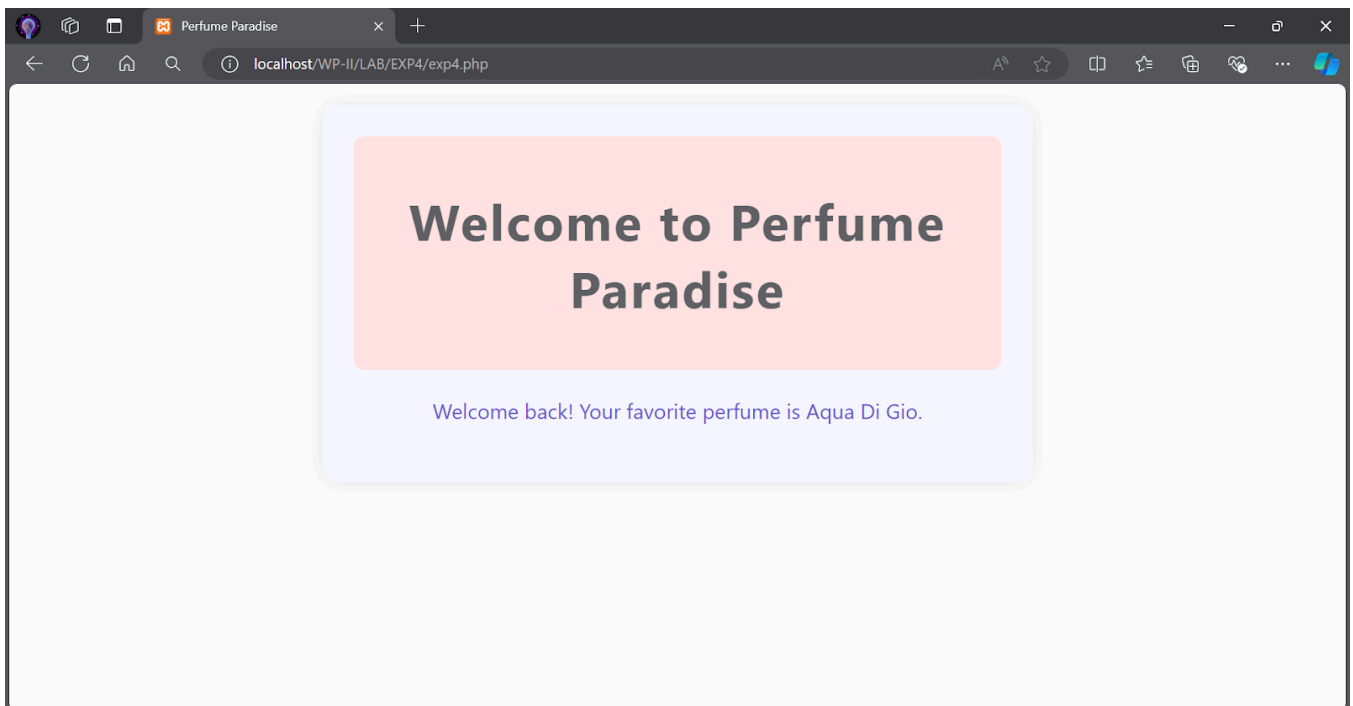 Perfume Paradise
localhost/WP-II/LAB/EXP4/exp4.php
Welcome to Perfume
Paradise
Welcome back! Your favorite perfume is Aqua Di Gio.